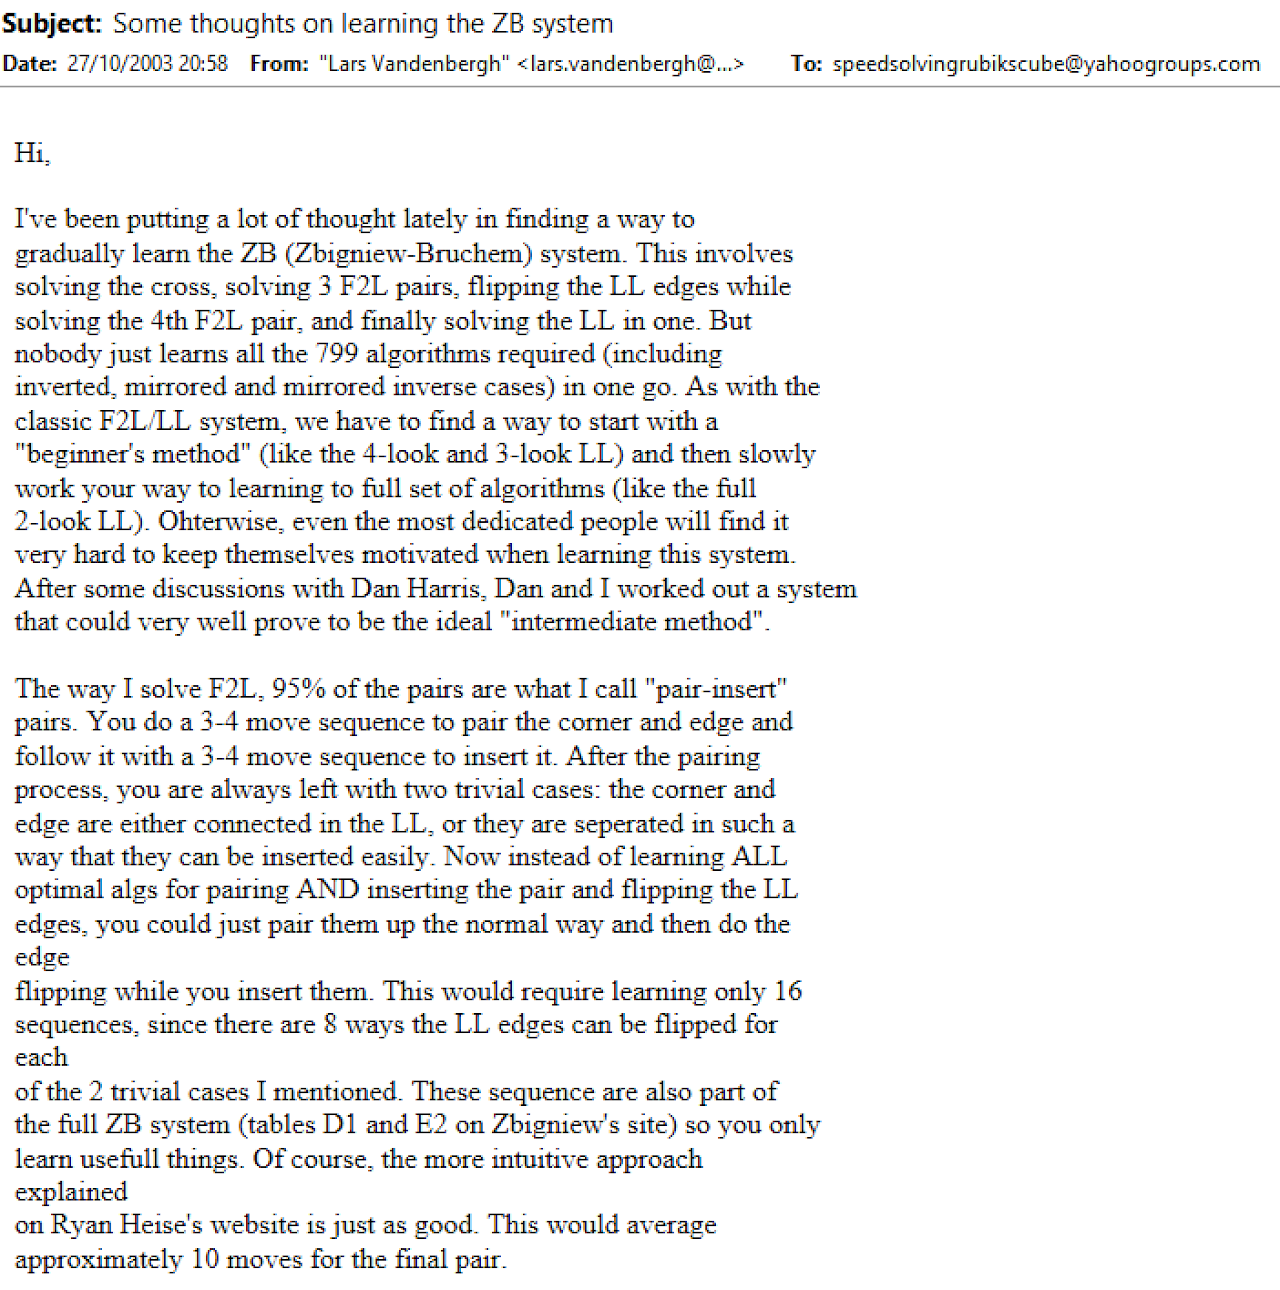 Subject: Some thoughts on learning the ZB system
Date: 27/10/2003 20:58 From: "Lars Vandenbergh" <lars.vandenbergh@...> To: speedsolvingrubikscube@yahoogroups.com
Hi,
I've been putting a lot of thought lately in finding a way to
gradually learn the ZB (Zbigniew-Bruchem) system. This involves
solving the cross, solving 3 F2L pairs, flipping the LL edges while
solving the 4th F2L pair, and finally solving the LL in one. But
nobody just learns all the 799 algorithms required (including
inverted, mirrored and mirrored inverse cases) in one go. As with the
classic F2L/LL system, we have to find a way to start with a
"beginner's method" (like the 4-look and 3-look LL) and then slowly
work your way to learning to full set of algorithms (like the full
2-look LL). Ohterwise, even the most dedicated people will find it
very hard to keep themselves motivated when learning this system.
After some discussions with Dan Harris, Dan and I worked out a system
that could very well prove to be the ideal "intermediate method".
The way I solve F2L, 95% of the pairs are what I call "pair-insert"
pairs. You do a 3-4 move sequence to pair the corner and edge and
follow it with a 3-4 move sequence to insert it. After the pairing
process, you are always left with two trivial cases: the corner and
edge are either connected in the LL, or they are seperated in such a
way that they can be inserted easily. Now instead of learning ALL
optimal algs for pairing AND inserting the pair and flipping the LL
edges, you could just pair them up the normal way and then do the
edge
flipping while you insert them. This would require learning only 16
sequences, since there are 8 ways the LL edges can be flipped for
each
of the 2 trivial cases I mentioned. These sequence are also part of
the full ZB system (tables D1 and E2 on Zbigniew's site) so you only
learn usefull things. Of course, the more intuitive approach
explained
on Ryan Heise's website is just as good. This would average
approximately 10 moves for the final pair.